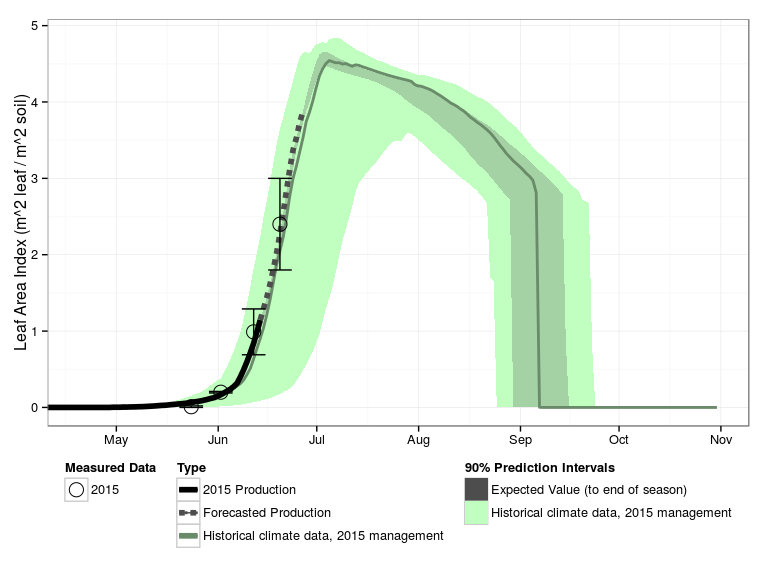 5
4
3
2
1
0
Leaf Area Index (m^2 leaf / m^2 soil)
May Jun Jul Aug Sep Oct Nov
Measured Data
2015
Type
2015 Production
Forecasted Production
Historical climate data, 2015 management
90% Prediction Intervals
Expected Value (to end of season)
Historical climate data, 2015 management